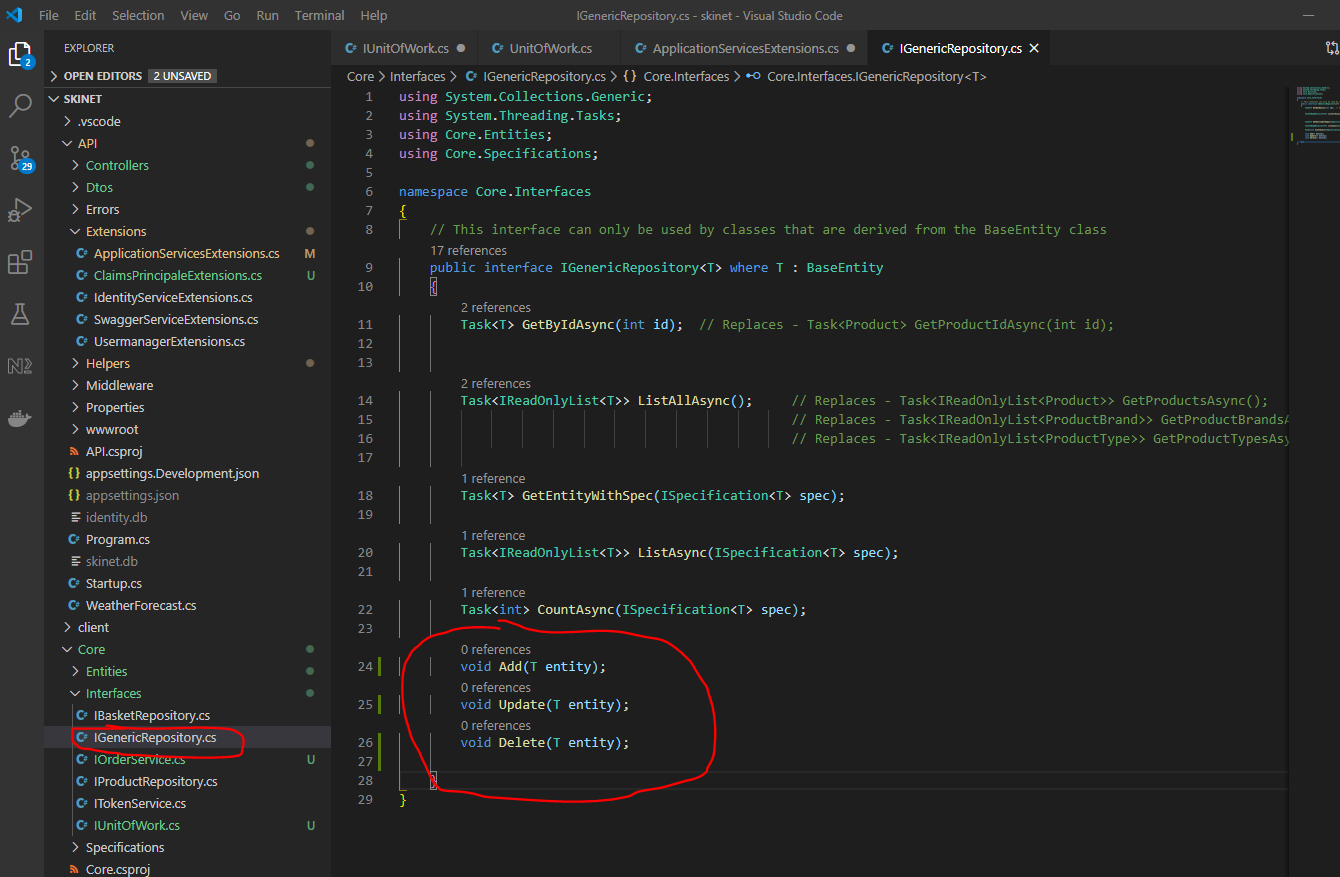 File Edit Selection View Go Run Terminal Help IGenericRepository.cs - skinet - Visual Studio Code
EXPLORER
OPEN EDITORS 2 UNSAVED
SKINET
.vscode
API
Controllers
Dtos
Errors
Extensions
C# ApplicationServicesExtensions.cs M
C# ClaimsPrincipaleExtensions.cs U
C# IdentityServiceExtensions.cs
C# SwaggerServiceExtensions.cs
C# UsermanagerExtensions.cs
Helpers
Middleware
Properties
wwwroot
API.csproj
{} appsettings.Development.json
{} appsettings.json
identity.db
C# Program.cs
skinet.db
C# Startup.cs
C# WeatherForecast.cs
client
Core
Entities
Interfaces
C# IBasketRepository.cs
C# IGenericRepository.cs
C# IOrderService.cs U
C# IProductRepository.cs
C# ITokenService.cs
C# IUnitOfWork.cs U
Specifications
Core.csproj
2
29
N2
C# IUnitOfWork.cs C# UnitOfWork.cs C# ApplicationServicesExtensions.cs C# IGenericRepository.cs
Core > Interfaces > C# IGenericRepository.cs > {} Core.Interfaces > Core.Interfaces.IGenericRepository<T>
1 using System.Collections.Generic;
2 using System.Threading.Tasks;
3 using Core.Entities;
4 using Core.Specifications;
5
6 namespace Core.Interfaces
7 {
8 // This interface can only be used by classes that are derived from the BaseEntity class
17 references
9 public interface IGenericRepository<T> where T : BaseEntity
10 {
2 references
11 Task<T> GetByIdAsync(int id); // Replaces - Task<Product> GetProductIdAsync(int id);
12
13
2 references
14 Task<IReadOnlyList<T>> ListAllAsync(); // Replaces - Task<IReadOnlyList<Product>> GetProductsAsync();
15 // Replaces - Task<IReadOnlyList<ProductBrand>> GetProductBrandsA
16 // Replaces - Task<IReadOnlyList<ProductType>> GetProductTypesAsy
17
1 reference
18 Task<T> GetEntityWithSpec(ISpecification<T> spec);
19
1 reference
20 Task<IReadOnlyList<T>> ListAsync(ISpecification<T> spec);
21
1 reference
22 Task<int> CountAsync(ISpecification<T> spec);
23
0 references
24 void Add(T entity);
0 references
25 void Update(T entity);
0 references
26 void Delete(T entity);
27
28 }
29 }